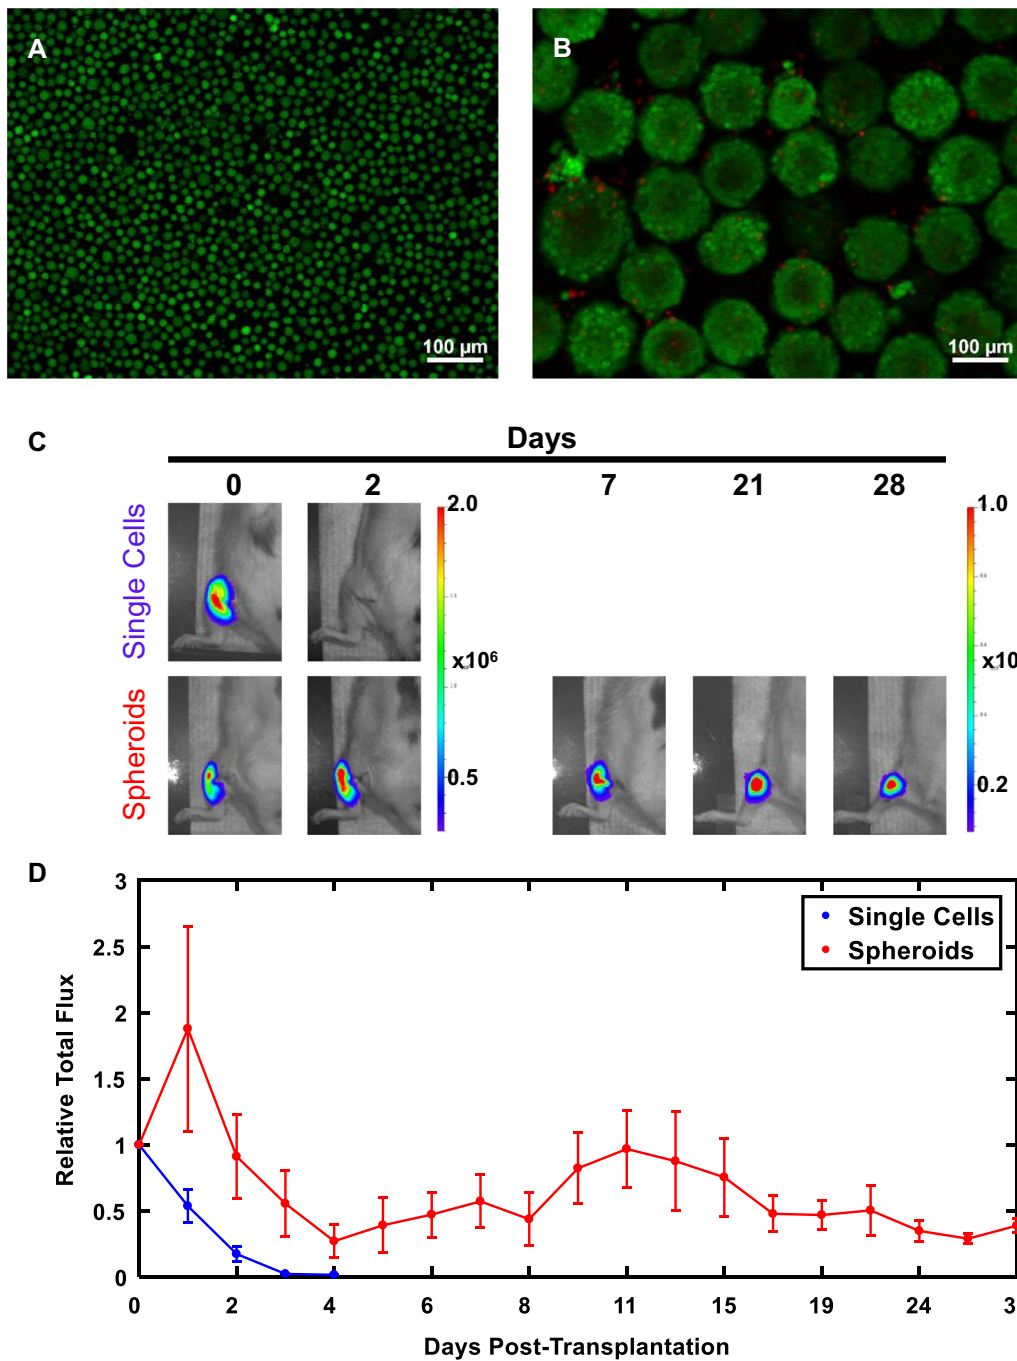 A
B
100 µm
100 µm
C
Days
0
2
7
21
28
Single Cells
2.0
1.0
x10⁶
x10
Spheroids
0.5
0.2
D
3
2.5
2
1.5
1
0.5
0
Relative Total Flux
Single Cells
Spheroids
0
2
4
6
8
11
15
19
24
3
Days Post-Transplantation